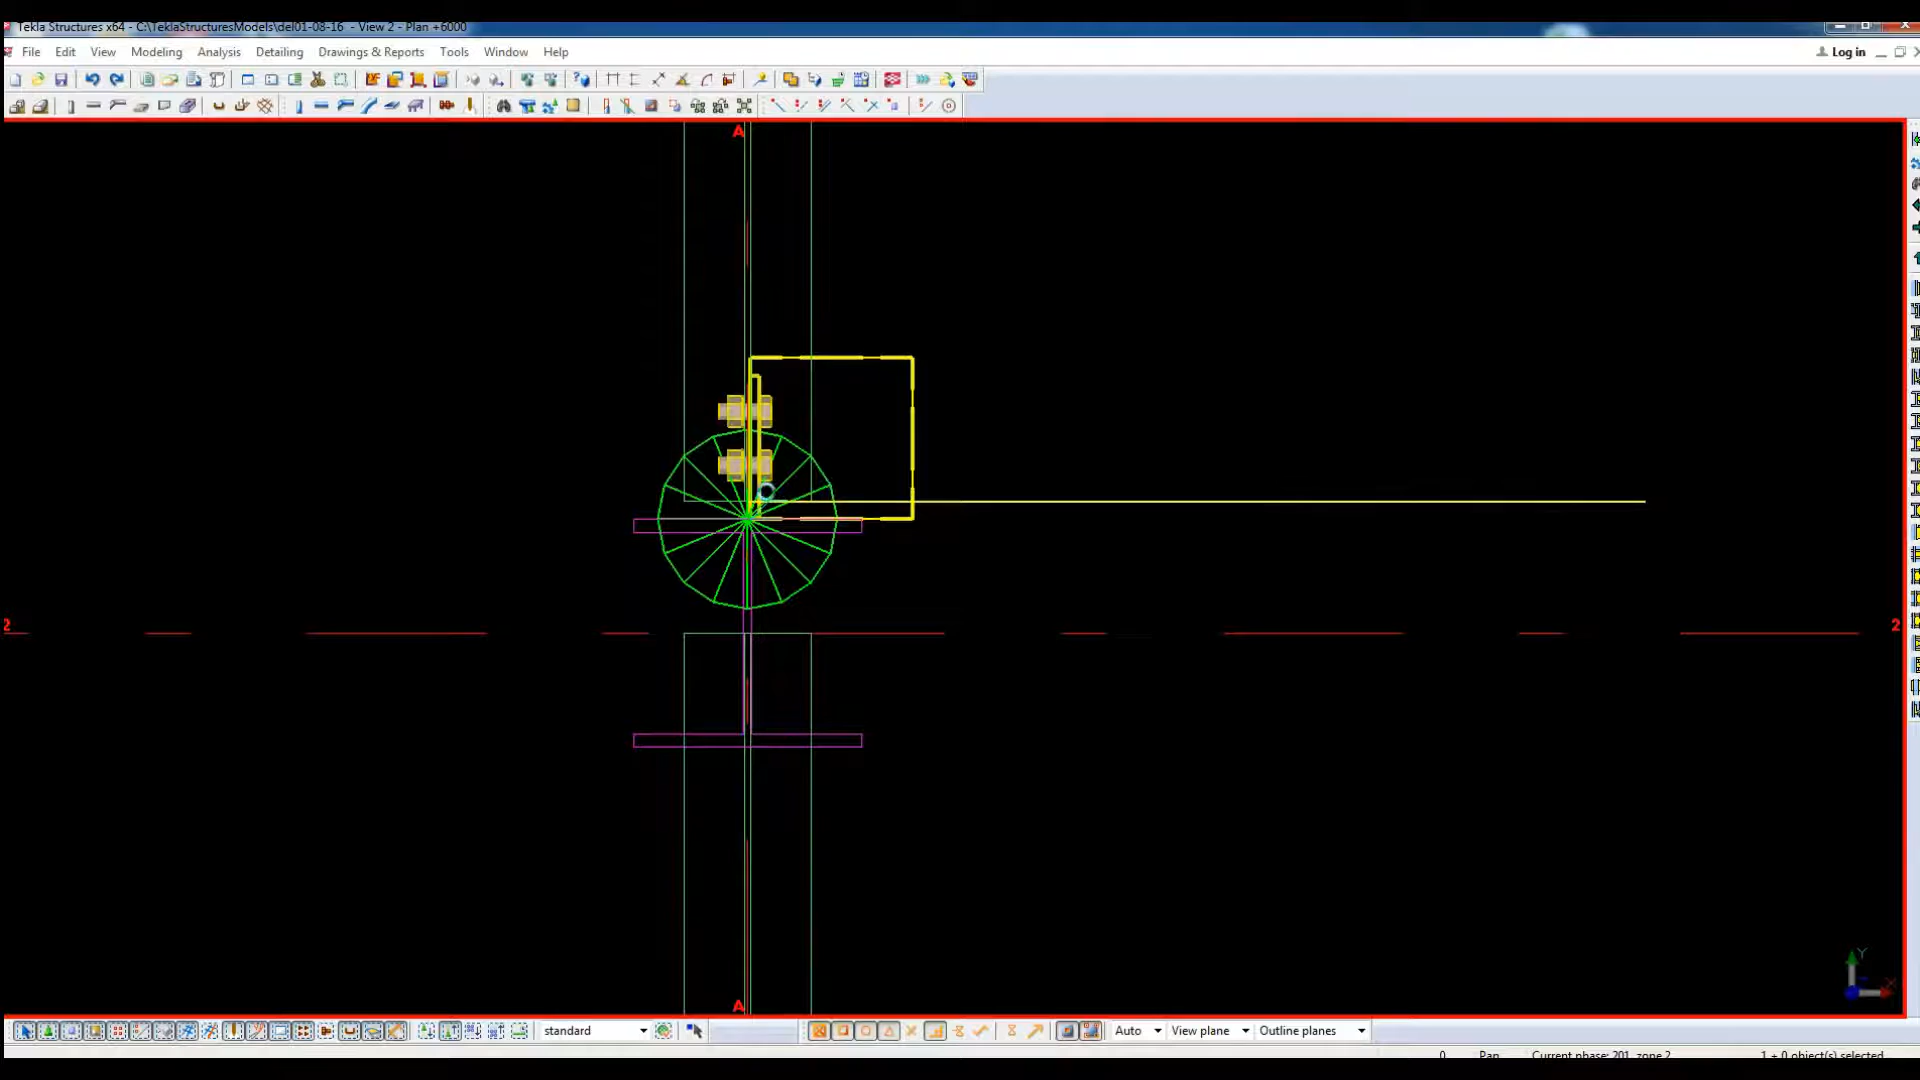 Tekla Structures x64 - C:\TeklaStructuresModels\del01-08-16 - View 2 - Plan +6000
File Edit View Modeling Analysis Detailing Drawings & Reports Tools Window Help
Log in
A
2
2
A
Y
standard
Auto
View plane
Outline planes
0 Pan Current phase: 201, zone 2 1 + 0 object(s) selected